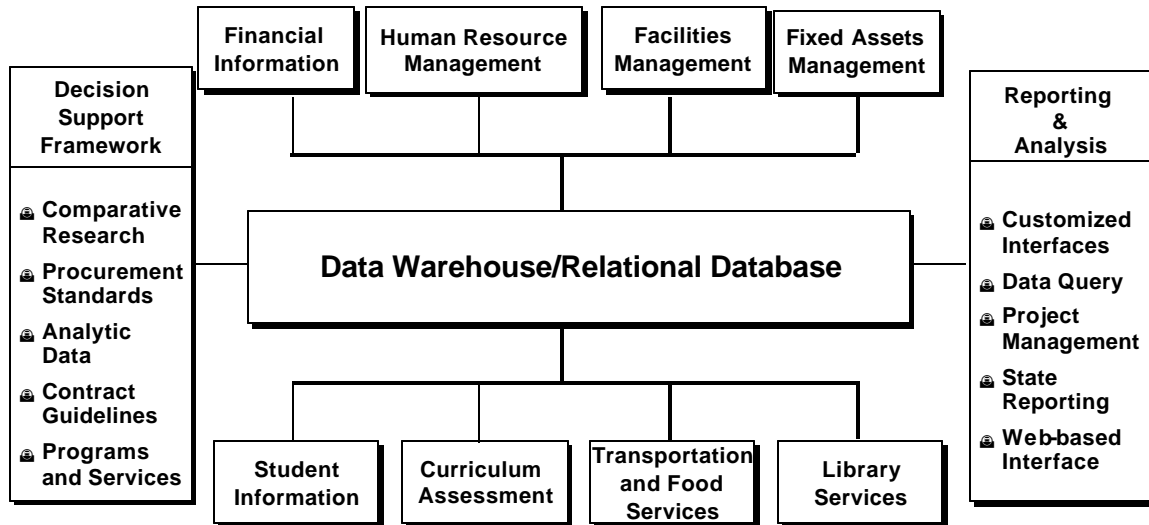 Financial
Information
Human Resource
Management
Facilities
Management
Fixed Assets
Management
Decision
Support
Framework
Comparative
Research
Procurement
Standards
Analytic
Data
Contract
Guidelines
Programs
and Services
Data Warehouse/Relational Database
Reporting
&
Analysis
Customized
Interfaces
Data Query
Project
Management
State
Reporting
Web-based
Interface
Student
Information
Curriculum
Assessment
Transportation
and Food
Services
Library
Services